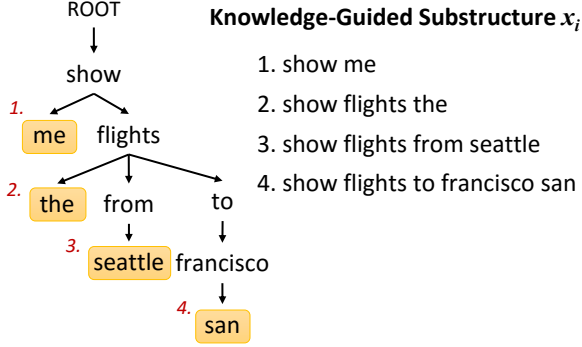 ROOT
show
1.
me flights
2.
the from to
3.
seattle francisco
4.
san
Knowledge-Guided Substructure xᵢ
1. show me
2. show flights the
3. show flights from seattle
4. show flights to francisco san